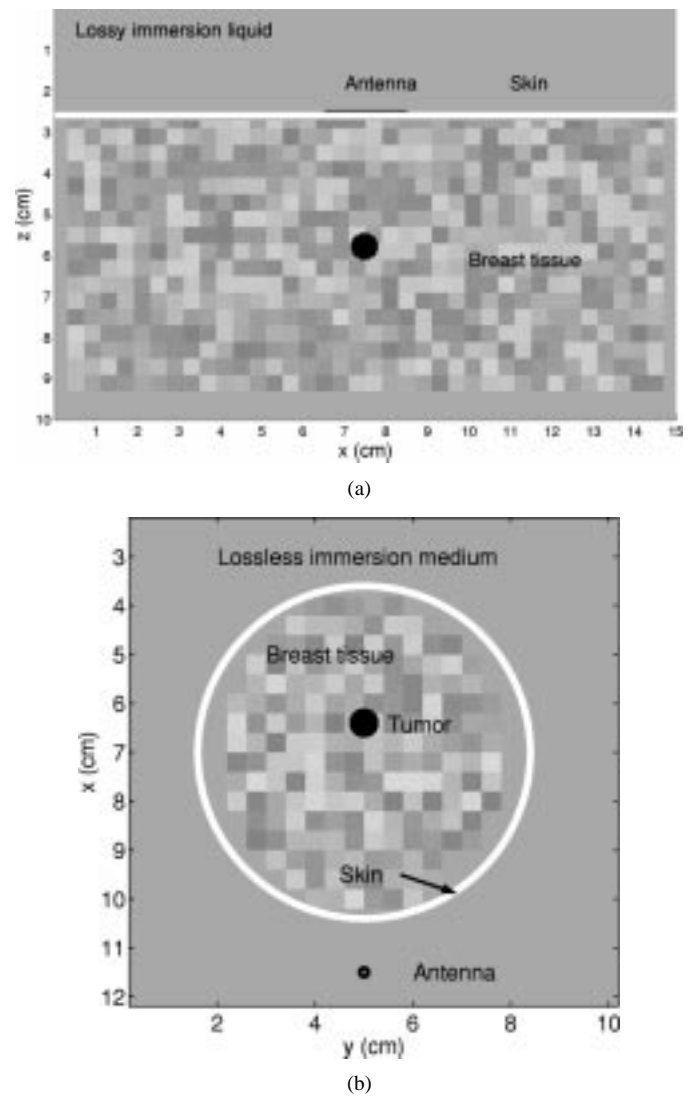 Lossy immersion liquid
Antenna Skin
Breast tissue
z (cm)
1
2
3
4
5
6
7
8
9
10
1 2 3 4 5 6 7 8 9 10 11 12 13 14 15
x (cm)
(a)
Lossless immersion medium
Breast tissue
Tumor
Skin
Antenna
x (cm)
3
4
5
6
7
8
9
10
11
12
2 4 6 8 10
y (cm)
(b)